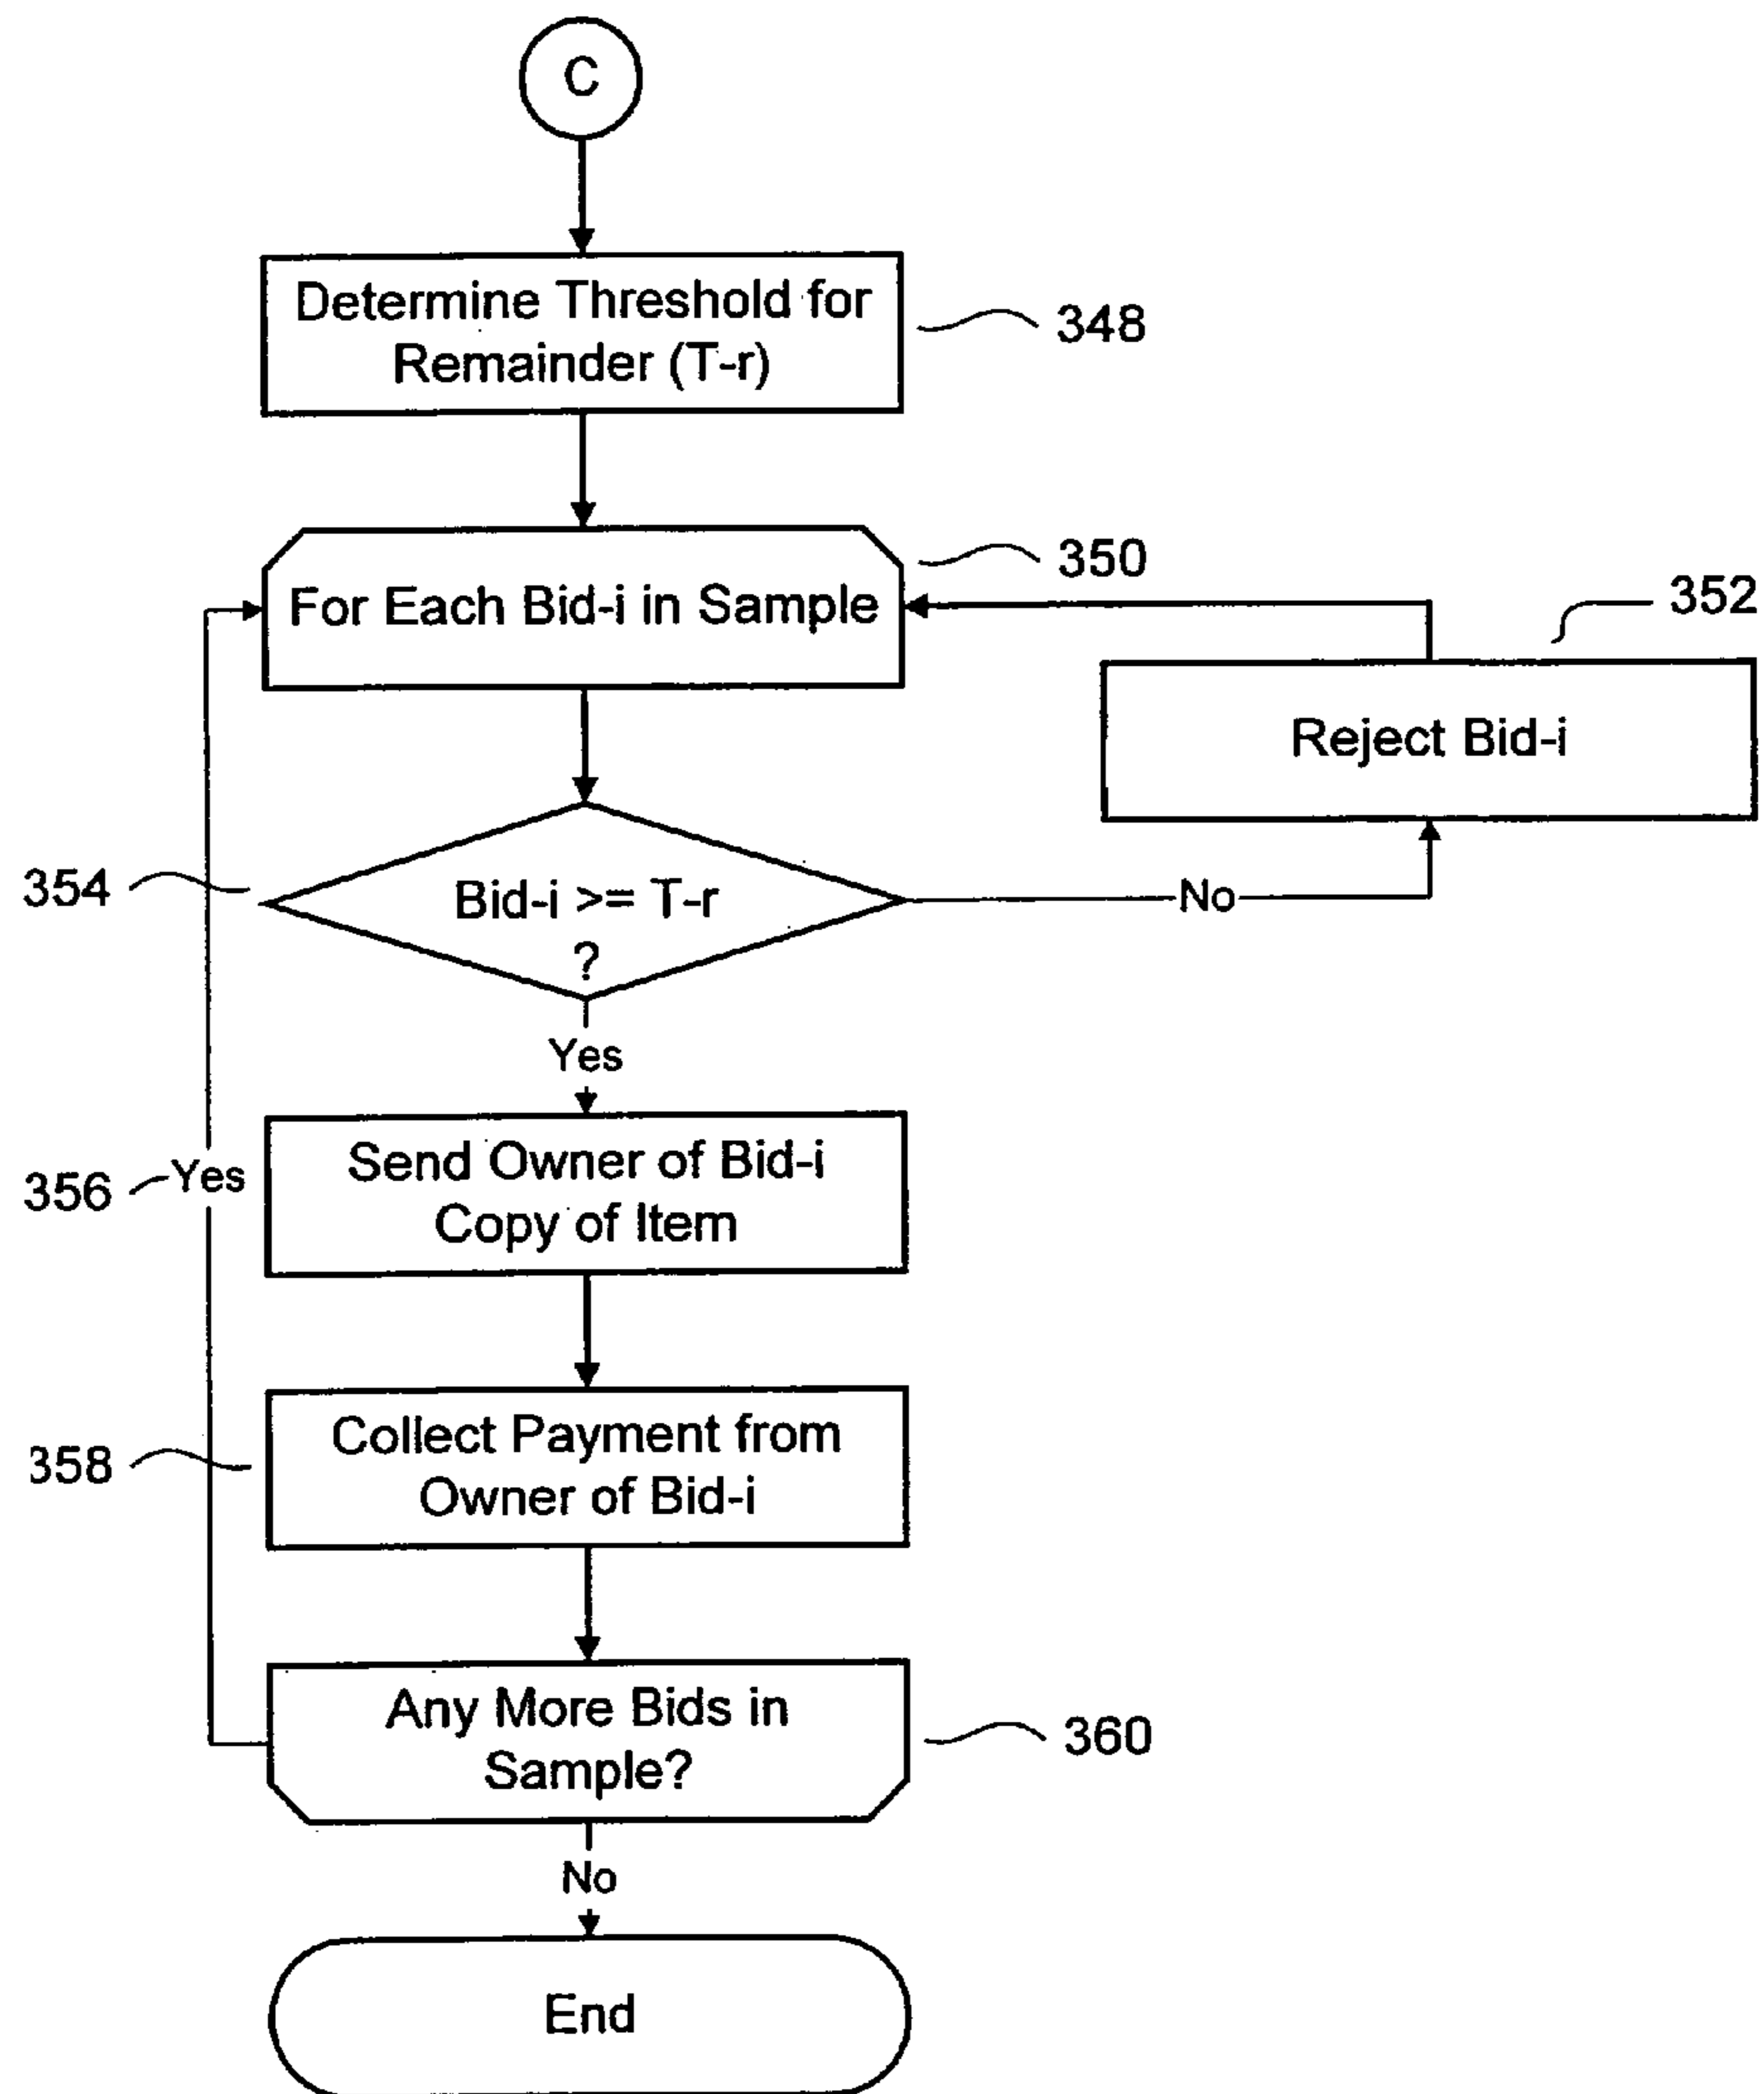 C
Determine Threshold for
Remainder (T-r)
348
For Each Bid-i in Sample
350
352
Reject Bid-i
354
Bid-i >= T-r
?
No
Yes
356
Yes
Send Owner of Bid-i
Copy of Item
358
Collect Payment from
Owner of Bid-i
Any More Bids in
Sample?
360
No
End